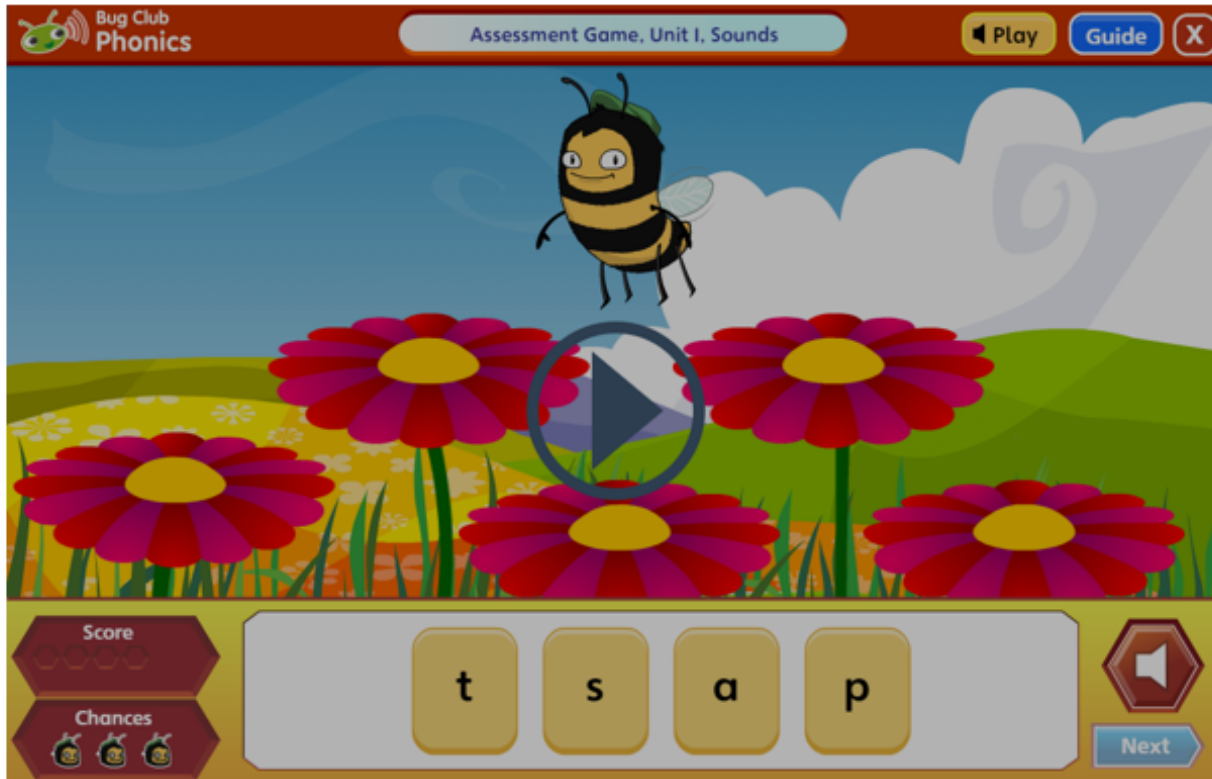 Bug Club
Phonics
Assessment Game, Unit 1, Sounds
Play
Guide
X
Score
Chances
t s a p
Next